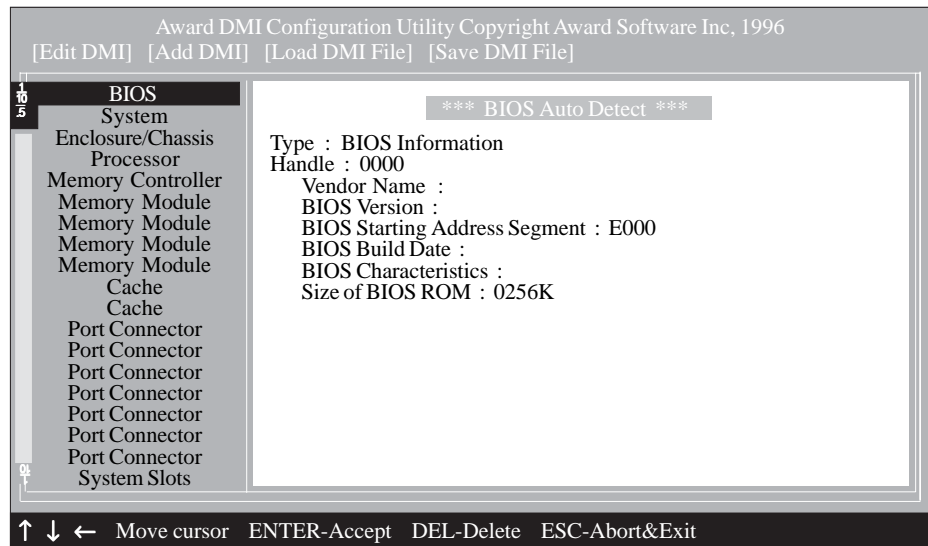 Award DMI Configuration Utility Copyright Award Software Inc, 1996
[Edit DMI] [Add DMI] [Load DMI File] [Save DMI File]
BIOS
System
Enclosure/Chassis
Processor
Memory Controller
Memory Module
Memory Module
Memory Module
Memory Module
Cache
Cache
Port Connector
Port Connector
Port Connector
Port Connector
Port Connector
Port Connector
Port Connector
System Slots
*** BIOS Auto Detect ***
Type : BIOS Information
Handle : 0000
Vendor Name :
BIOS Version :
BIOS Starting Address Segment : E000
BIOS Build Date :
BIOS Characteristics :
Size of BIOS ROM : 0256K
↑ ↓ ← Move cursor ENTER-Accept DEL-Delete ESC-Abort&Exit